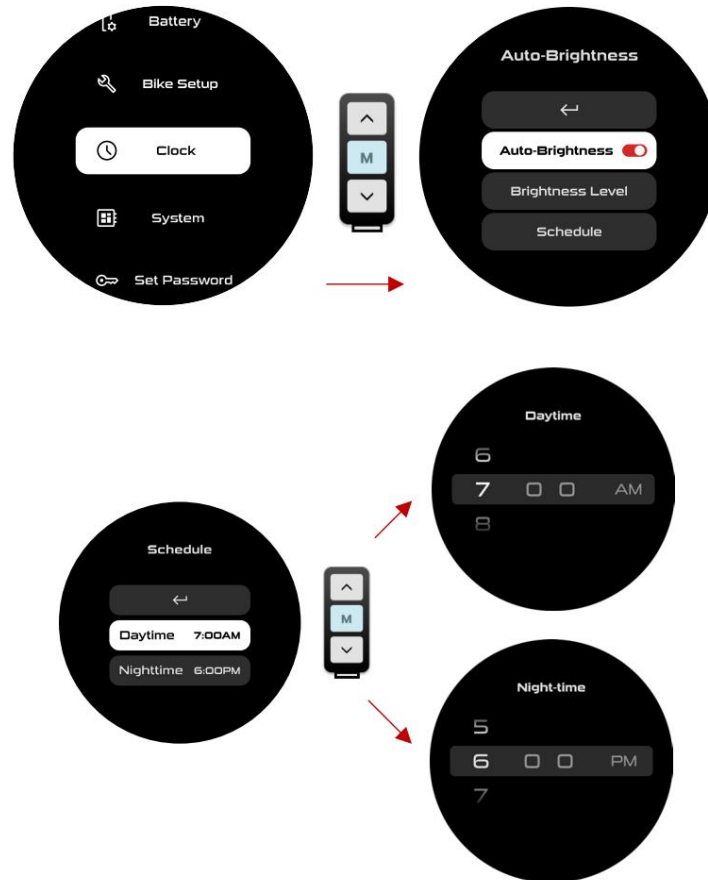 Battery
Bike Setup
Clock
System
Set Password
M
Auto-Brightness
Auto-Brightness
Brightness Level
Schedule
Schedule
Daytime 7:00AM
Nighttime 6:00PM
M
Daytime
6
7 0 0 AM
8
Night-time
5
6 0 0 PM
7